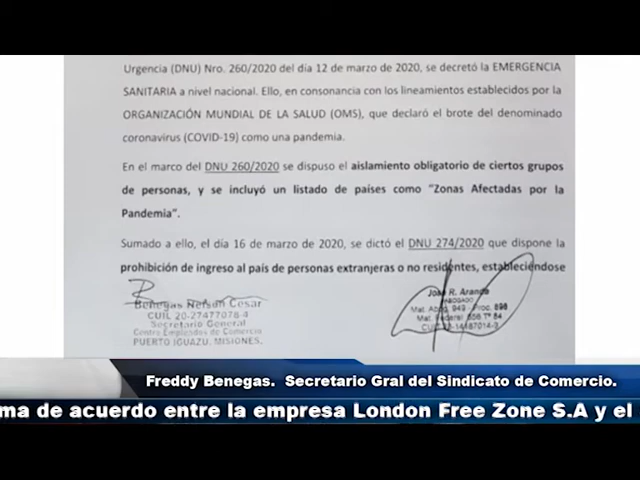 Urgencia (DNU) Nro. 260/2020 del día 12 de marzo de 2020, se decretó la EMERGENCIA
SANITARIA a nivel nacional. Ello, en consonancia con los lineamientos establecidos por la
ORGANIZACIÓN MUNDIAL DE LA SALUD (OMS), que declaró el brote del denominado
coronavirus (COVID-19) como una pandemia.
En el marco del DNU 260/2020 se dispuso el aislamiento obligatorio de ciertos grupos
de personas, y se incluyó un listado de países como "Zonas Afectadas por la
Pandemia".
Sumado a ello, el día 16 de marzo de 2020, se dictó el DNU 274/2020 que dispone la
prohibición de ingreso al país de personas extranjeras o no residentes, estableciéndose
Benegas Nelson Cesar
CUIL 20-27477078-4
Secretario General
Centro Empleados de Comercio
PUERTO IGUAZU, MISIONES.
José R. Aranda
ABOGADO
Freddy Benegas. Secretario Gral del Sindicato de Comercio.
ma de acuerdo entre la empresa London Free Zone S.A y el